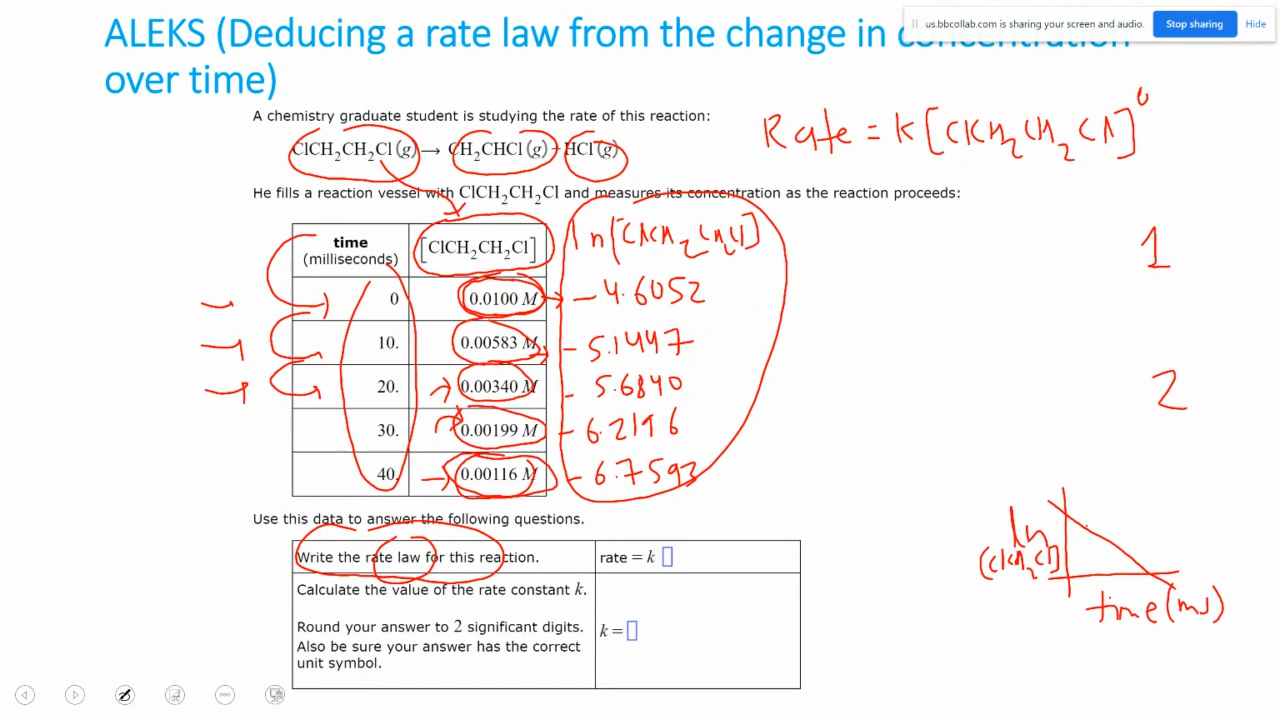 ALEKS (Deducing a rate law from the change in concentration
over time)
us.bbcollab.com is sharing your screen and audio.
Stop sharing
Hide
A chemistry graduate student is studying the rate of this reaction:
ClCH₂CH₂Cl(g) → CH₂CHCl(g) + HCl(g)
Rate = k[ClCH₂CH₂Cl]
He fills a reaction vessel with ClCH₂CH₂Cl and measures its concentration as the reaction proceeds:
time
(milliseconds)
[ClCH₂CH₂Cl]
ln[ClCH₂CH₂Cl]
0 0.0100 M -4.6052
10. 0.00583 M -5.1447
20. 0.00340 M -5.6840
30. 0.00199 M -6.2196
40. 0.00116 M -6.7593
1
2
Use this data to answer the following questions.
Write the rate law for this reaction.
rate = k
Calculate the value of the rate constant k.
Round your answer to 2 significant digits.
Also be sure your answer has the correct
unit symbol.
k =
ln
time (ms)